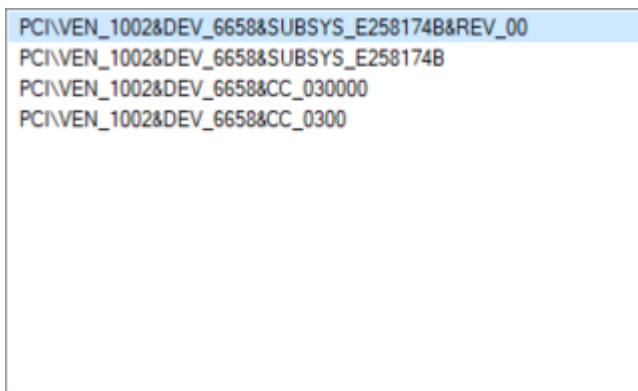 PCI\VEN_1002&DEV_6658&SUBSYS_E258174B&REV_00
PCI\VEN_1002&DEV_6658&SUBSYS_E258174B
PCI\VEN_1002&DEV_6658&CC_030000
PCI\VEN_1002&DEV_6658&CC_0300